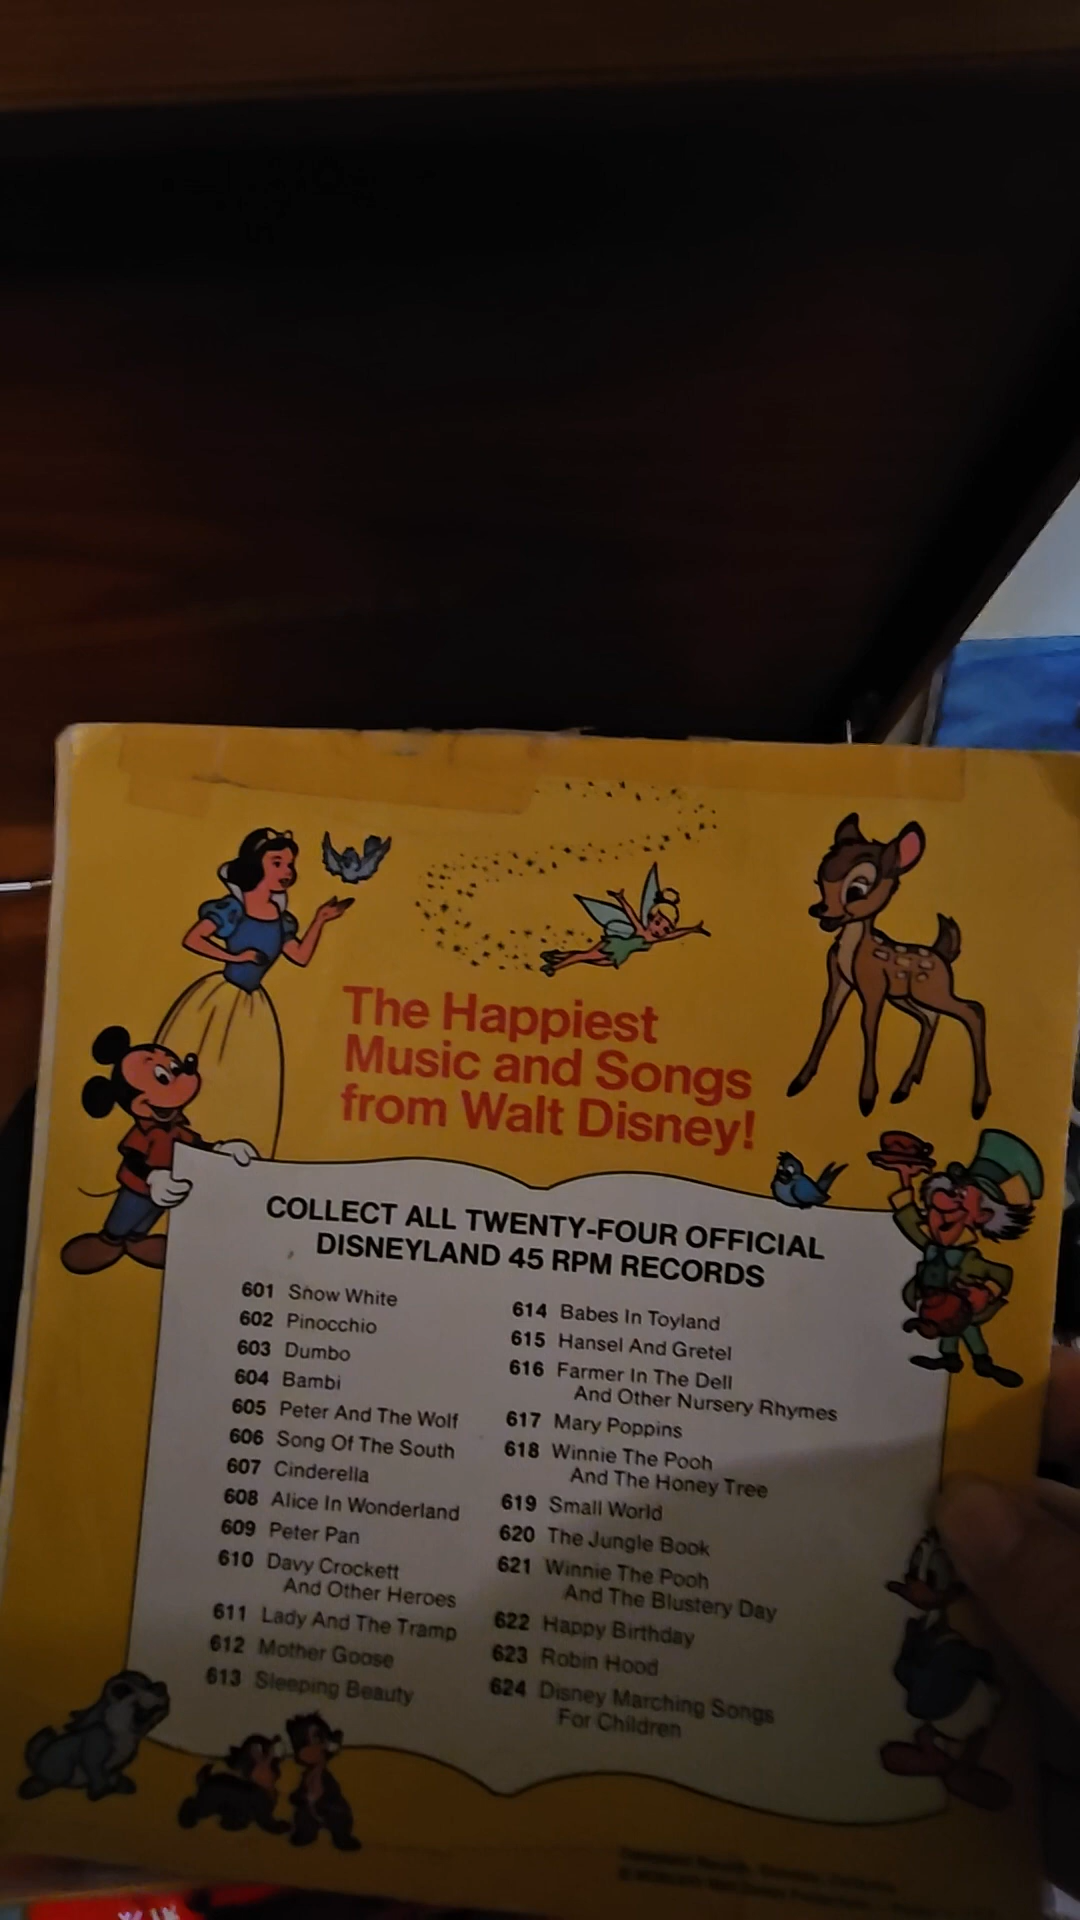 The Happiest
Music and Songs
from Walt Disney!
COLLECT ALL TWENTY-FOUR OFFICIAL
DISNEYLAND 45 RPM RECORDS
601 Snow White
602 Pinocchio
603 Dumbo
604 Bambi
605 Peter And The Wolf
606 Song Of The South
607 Cinderella
608 Alice In Wonderland
609 Peter Pan
610 Davy Crockett
And Other Heroes
611 Lady And The Tramp
612 Mother Goose
613 Sleeping Beauty
614 Babes In Toyland
615 Hansel And Gretel
616 Farmer In The Dell
And Other Nursery Rhymes
617 Mary Poppins
618 Winnie The Pooh
And The Honey Tree
619 Small World
620 The Jungle Book
621 Winnie The Pooh
And The Blustery Day
622 Happy Birthday
623 Robin Hood
624 Disney Marching Songs
For Children